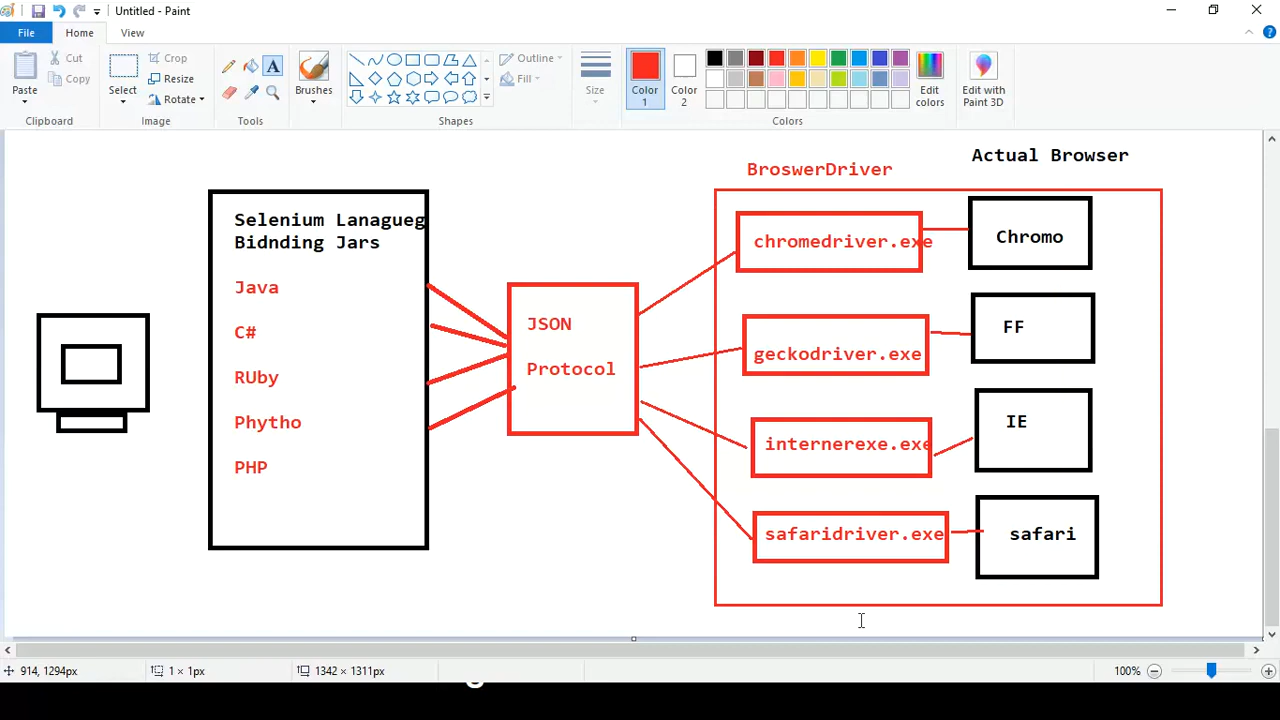 Untitled - Paint
File
Home
View
Paste
Cut
Copy
Clipboard
Select
Crop
Resize
Rotate
Image
A
Tools
Brushes
Outline
Fill
Shapes
Size
Color 1
Color 2
Edit colors
Colors
Edit with Paint 3D
BroswerDriver
Actual Browser
Selenium Lanagueg
Bidnding Jars
Java
C#
RUby
Phytho
PHP
JSON
Protocol
chromedriver.exe
Chromo
geckodriver.exe
FF
internerexe.exe
IE
safaridriver.exe
safari
914, 1294px
1 × 1px
1342 × 1311px
100%